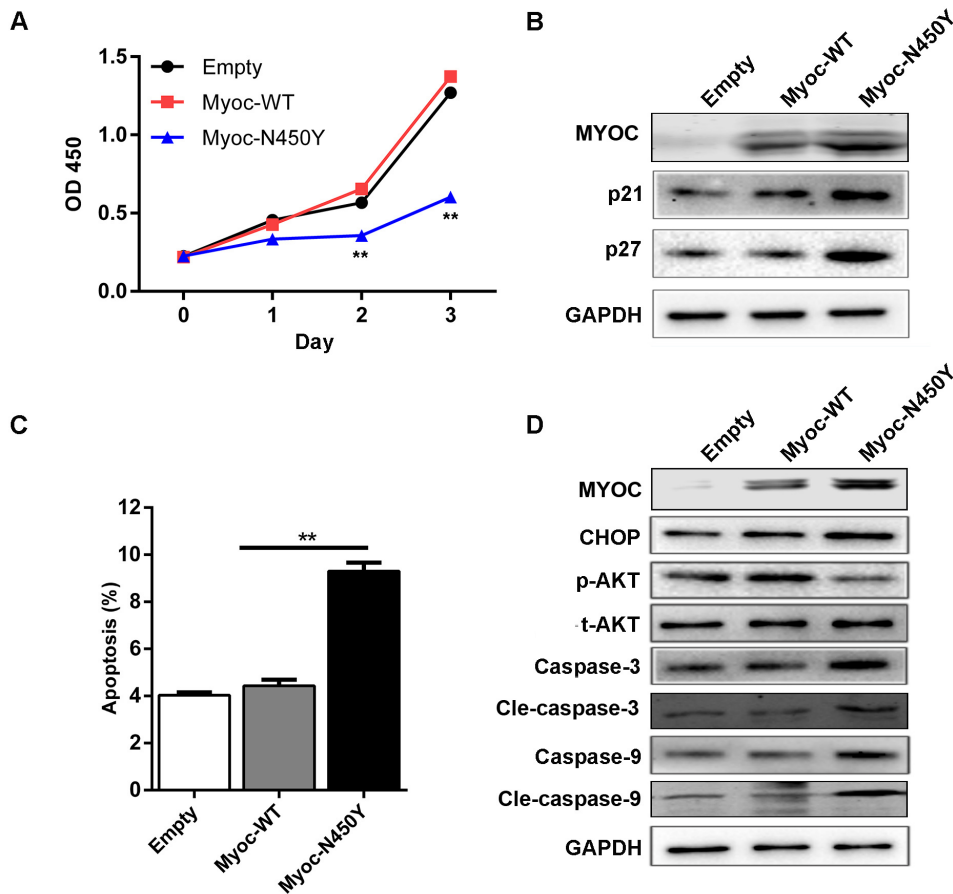 A
1.5
1.0
0.5
0.0
OD 450
Empty
Myoc-WT
Myoc-N450Y
**
**
0 1 2 3
Day
B
Empty
Myoc-WT
Myoc-N450Y
MYOC
p21
p27
GAPDH
C
12
10
8
6
4
2
0
Apoptosis (%)
**
Empty
Myoc-WT
Myoc-N450Y
D
Empty
Myoc-WT
Myoc-N450Y
MYOC
CHOP
p-AKT
t-AKT
Caspase-3
Cle-caspase-3
Caspase-9
Cle-caspase-9
GAPDH